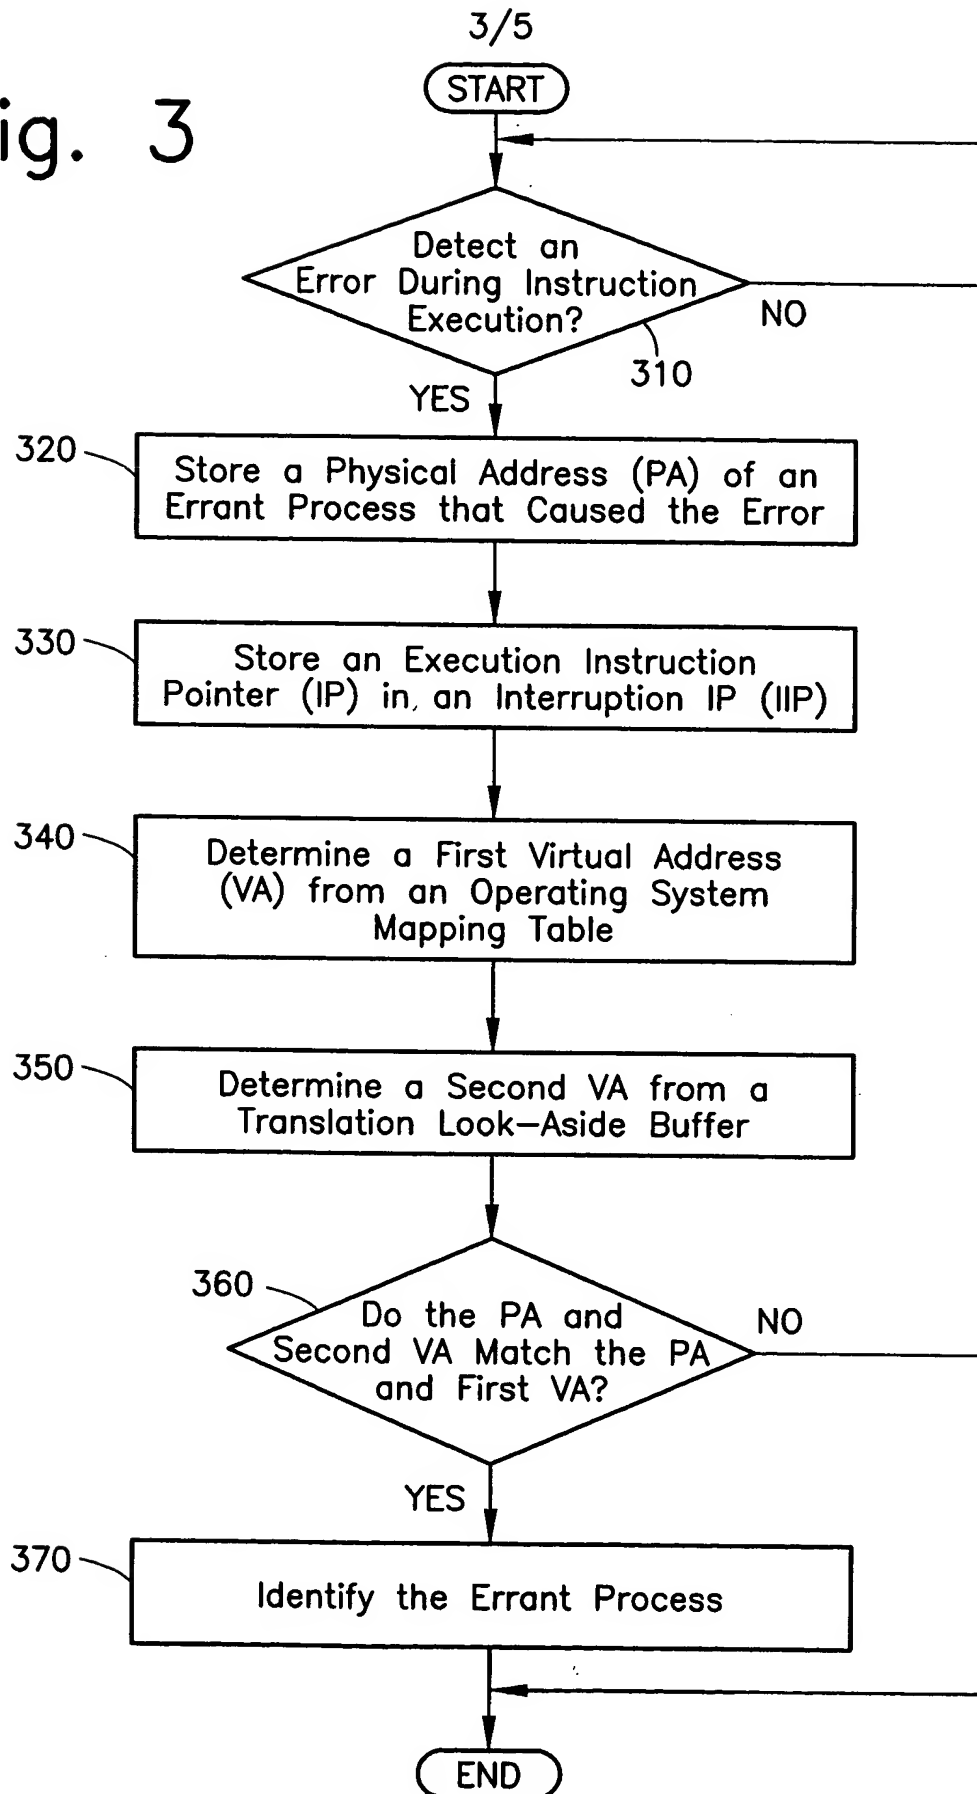 3/5
ig. 3
START
Detect an
Error During Instruction
Execution?
NO
310
YES
320
Store a Physical Address (PA) of an
Errant Process that Caused the Error
330
Store an Execution Instruction
Pointer (IP) in an Interruption IP (IIP)
340
Determine a First Virtual Address
(VA) from an Operating System
Mapping Table
350
Determine a Second VA from a
Translation Look-Aside Buffer
360
Do the PA and
Second VA Match the PA
and First VA?
NO
YES
370
Identify the Errant Process
END